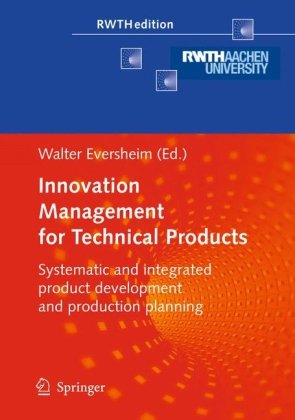 RWTHedition
RWTHAACHEN
UNIVERSITY
Walter Eversheim (Ed.)
Innovation
Management
for Technical Products
Systematic and integrated
product development
and production planning
Springer